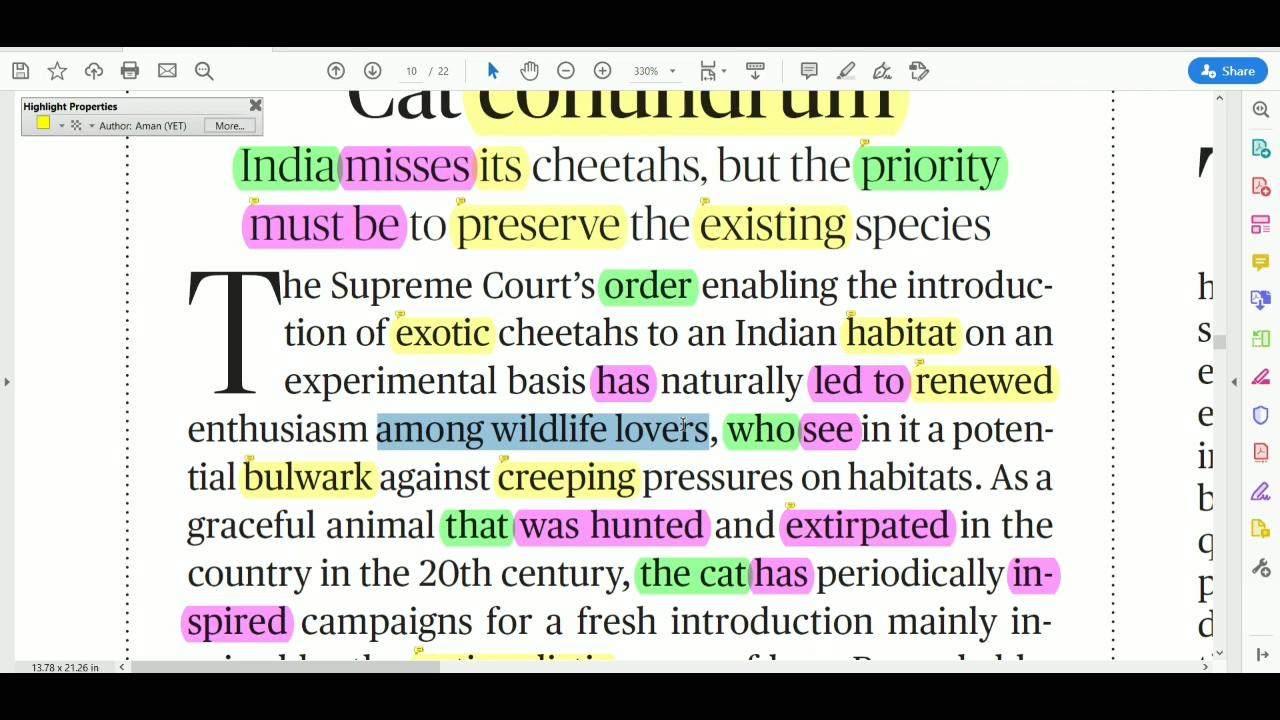 10 / 22
330%
Share
Highlight Properties
Author: Aman (YET)
More...
Cat conundrum
India misses its cheetahs, but the priority
must be to preserve the existing species
The Supreme Court’s order enabling the introduc-
tion of exotic cheetahs to an Indian habitat on an
experimental basis has naturally led to renewed
enthusiasm among wildlife lovers, who see in it a poten-
tial bulwark against creeping pressures on habitats. As a
graceful animal that was hunted and extirpated in the
country in the 20th century, the cat has periodically in-
spired campaigns for a fresh introduction mainly in-
13.78 x 21.26 in